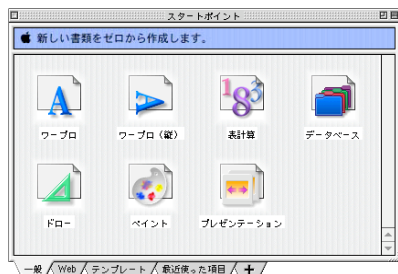 スタートポイント
新しい書類をゼロから作成します。
ワープロ ワープロ（縦） 表計算 データベース
ドロー ペイント プレゼンテーション
一般 Web テンプレート 最近使った項目 +